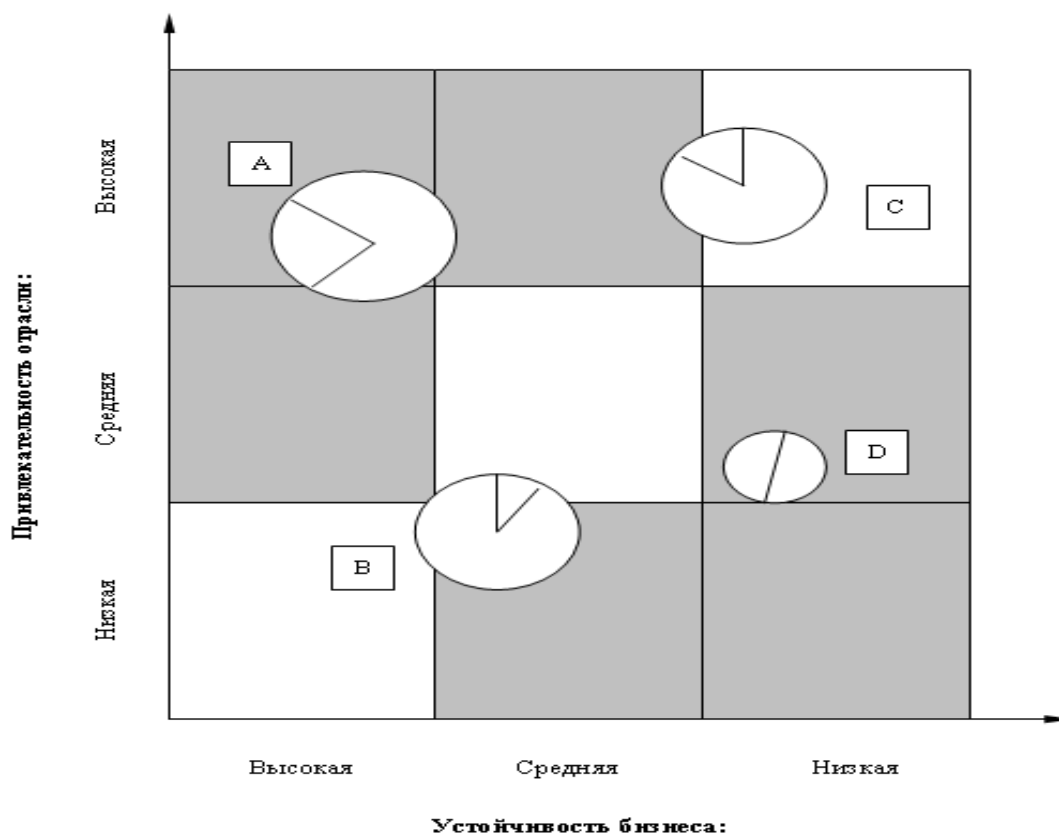 Привлекательность отрасли:
Высокая
Средняя
Низкая
A
C
D
B
Высокая
Средняя
Низкая
Устойчивость бизнеса: